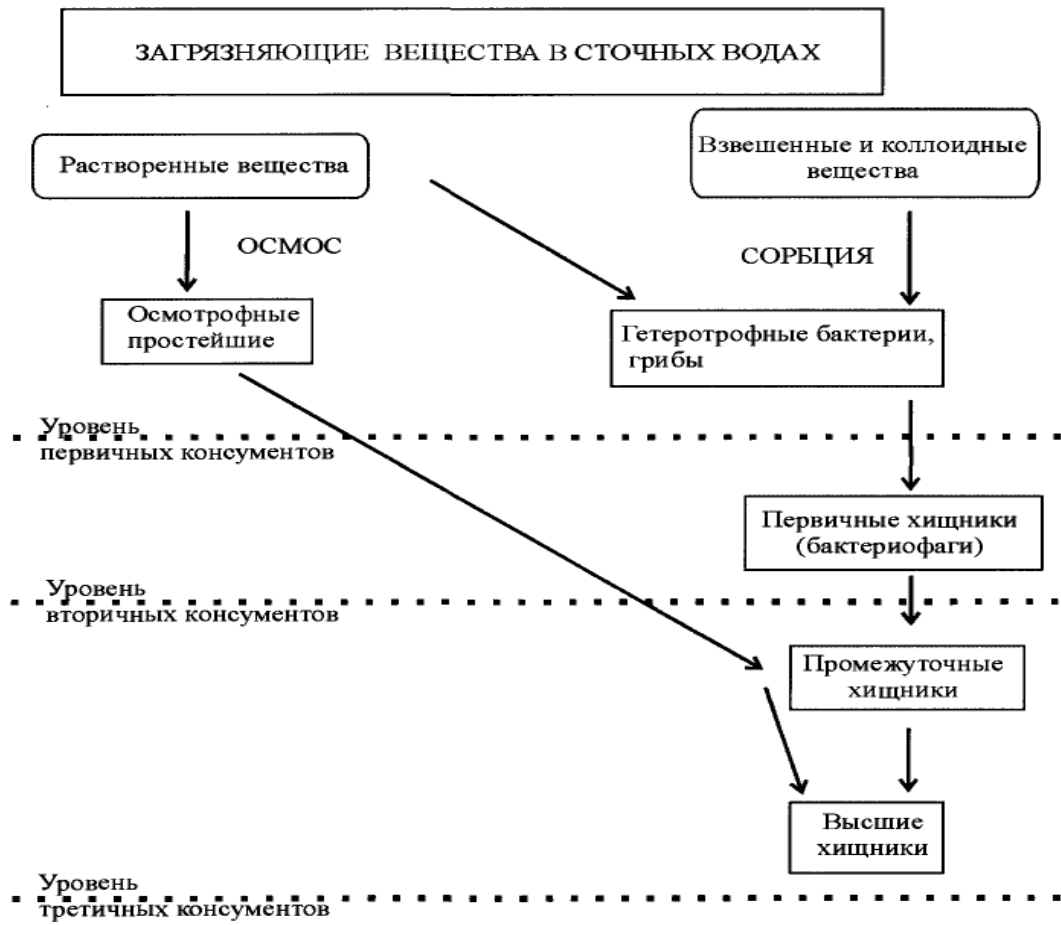 ЗАГРЯЗНЯЮЩИЕ ВЕЩЕСТВА В СТОЧНЫХ ВОДАХ
Растворенные вещества
Взвешенные и коллоидные
вещества
ОСМОС
СОРБЦИЯ
Осмотрофные
простейшие
Гетеротрофные бактерии,
грибы
Уровень
первичных консументов
Первичные хищники
(бактериофаги)
Уровень
вторичных консументов
Промежуточные
хищники
Высшие
хищники
Уровень
третичных консументов